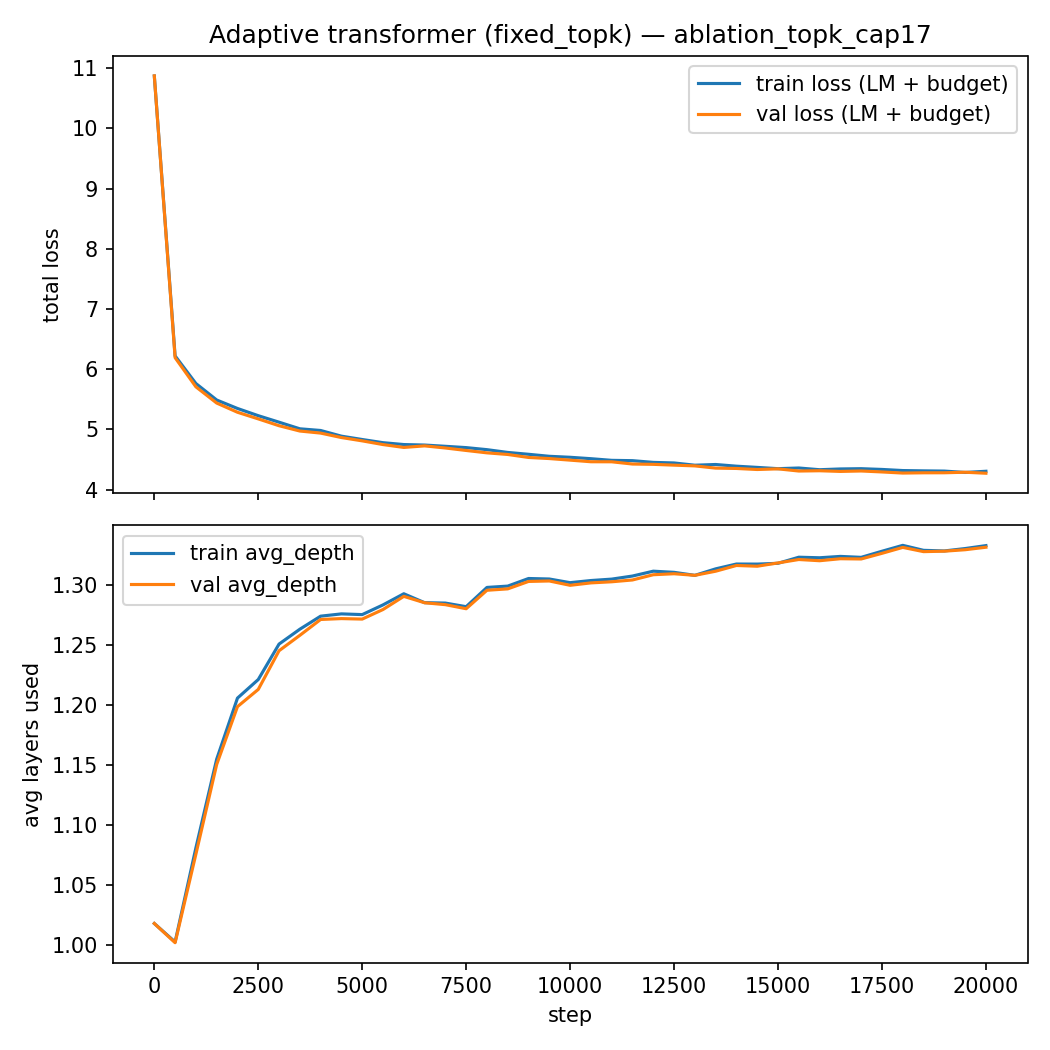 Adaptive transformer (fixed_topk) — ablation_topk_cap17
train loss (LM + budget)
val loss (LM + budget)
total loss
11
10
9
8
7
6
5
4
train avg_depth
val avg_depth
avg layers used
1.30
1.25
1.20
1.15
1.10
1.05
1.00
0 2500 5000 7500 10000 12500 15000 17500 20000
step